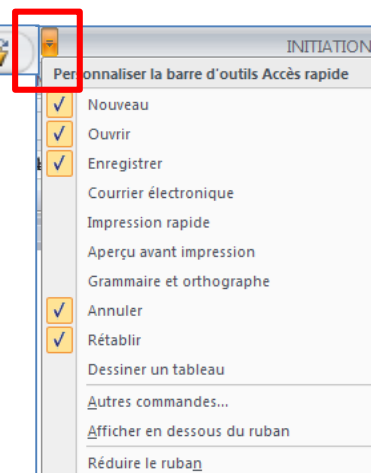 INITIATION
Personnaliser la barre d'outils Accès rapide
Nouveau
Ouvrir
Enregistrer
Courrier électronique
Impression rapide
Aperçu avant impression
Grammaire et orthographe
Annuler
Rétablir
Dessiner un tableau
Autres commandes...
Afficher en dessous du ruban
Réduire le ruban